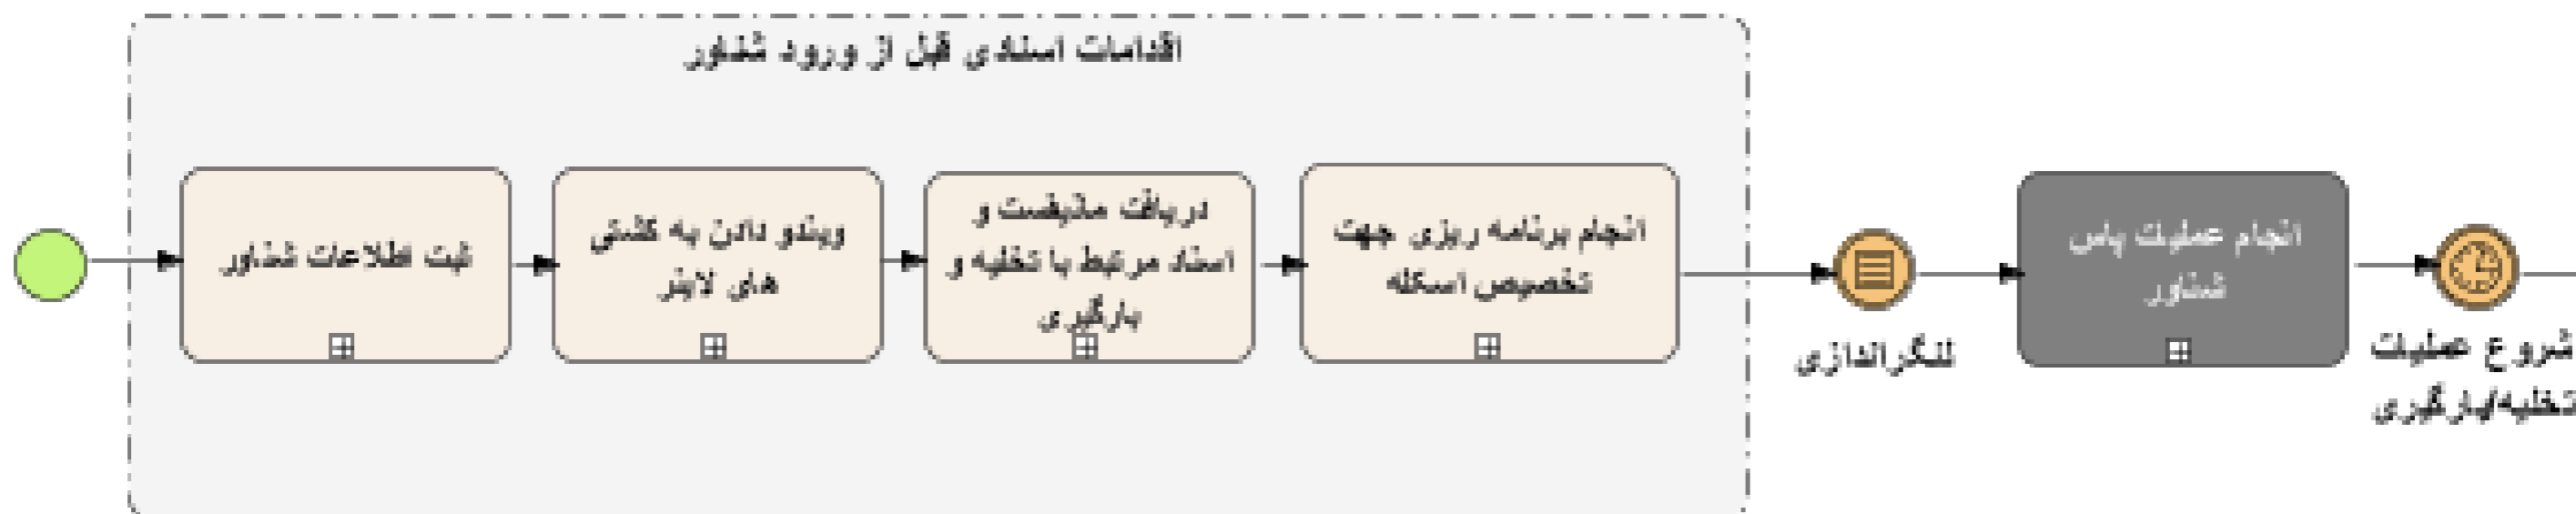 اقدامات اسنادی قبل از ورود شناور
ثبت اطلاعات شناور
ویندو دادن به کشتی
های لاینر
دریافت مانیفست و
اسناد مرتبط با تخلیه و
بارگیری
انجام برنامه ریزی جهت
تخصیص اسکله
لنگراندازی
انجام عملیات پاس
شناور
شروع عملیات
تخلیه/بارگیری